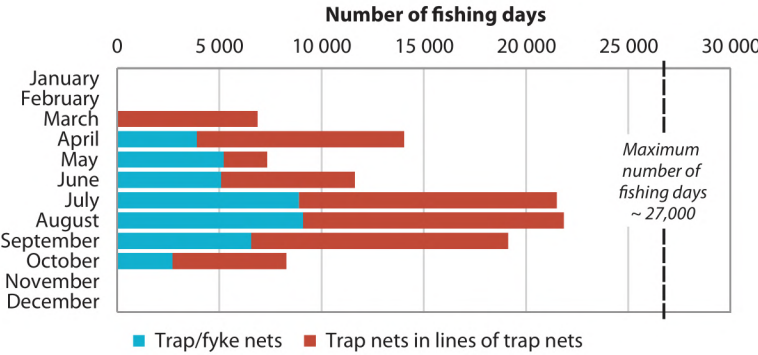 Number of fishing days
0 5 000 10 000 15 000 20 000 25 000 30 000
January
February
March
April
May
June
July
August
September
October
November
December
Maximum
number of
fishing days
~ 27,000
Trap/fyke nets Trap nets in lines of trap nets